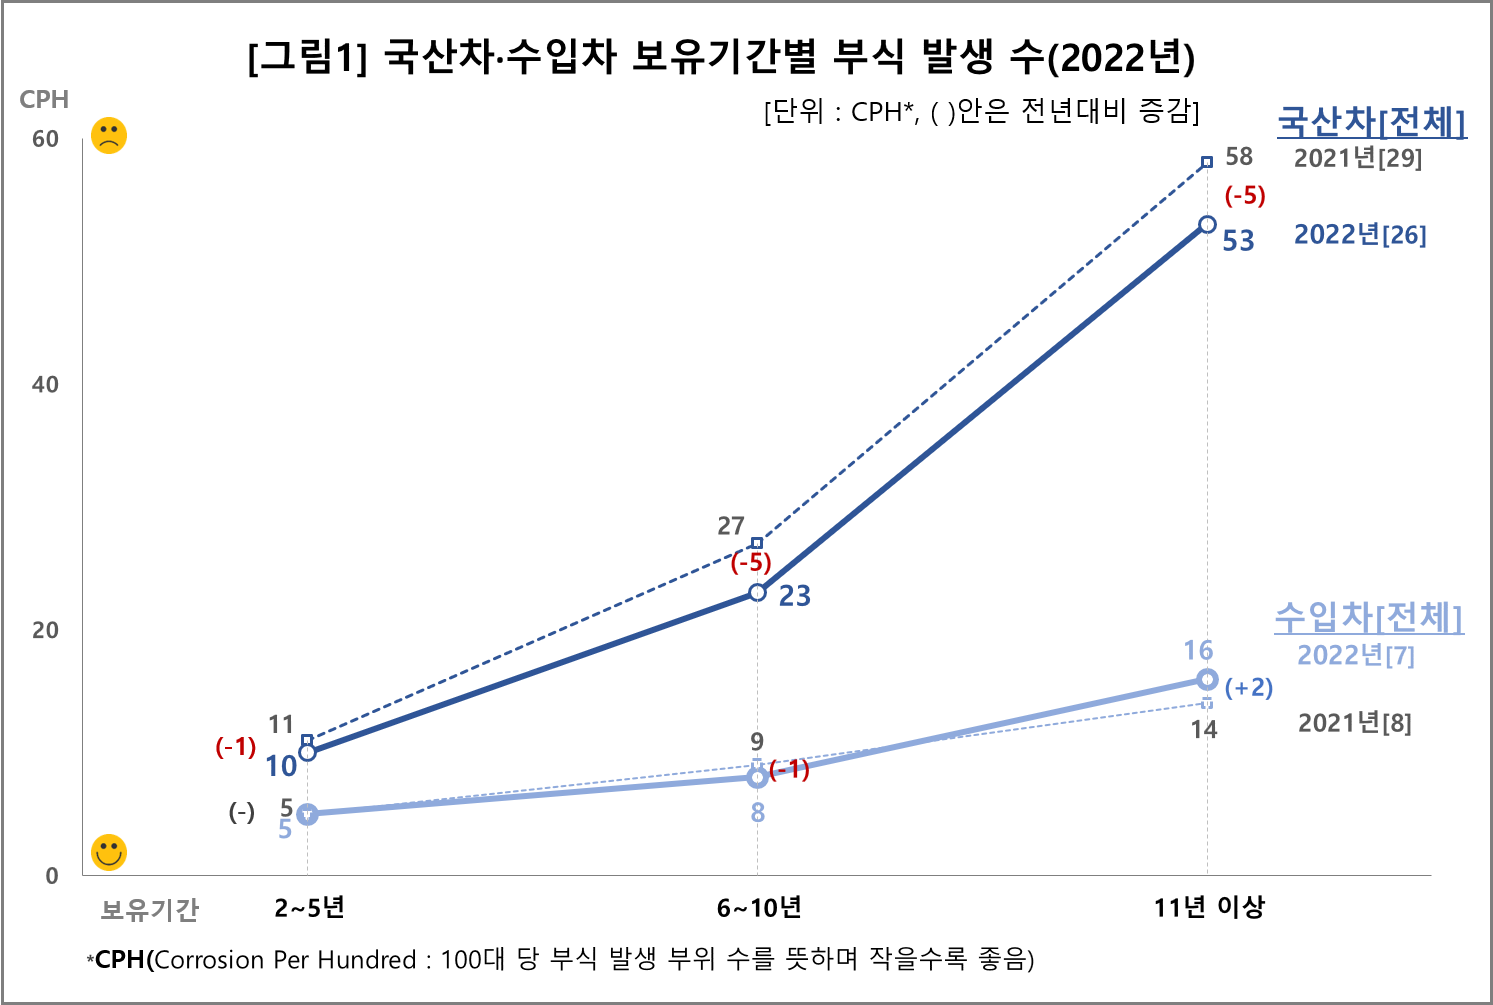 [그림1] 국산차·수입차 보유기간별 부식 발생 수(2022년)
CPH
[단위 : CPH*, ( )안은 전년대비 증감]
국산차[전체]
60
58
2021년[29]
(-5)
53
2022년[26]
40
27
(-5)
23
20
수입차[전체]
16
2022년[7]
(+2)
14
2021년[8]
11
(-1)
10
9
(-1)
8
(-)
5
5
0
보유기간
2~5년
6~10년
11년 이상
*CPH(Corrosion Per Hundred : 100대 당 부식 발생 부위 수를 뜻하며 작을수록 좋음)